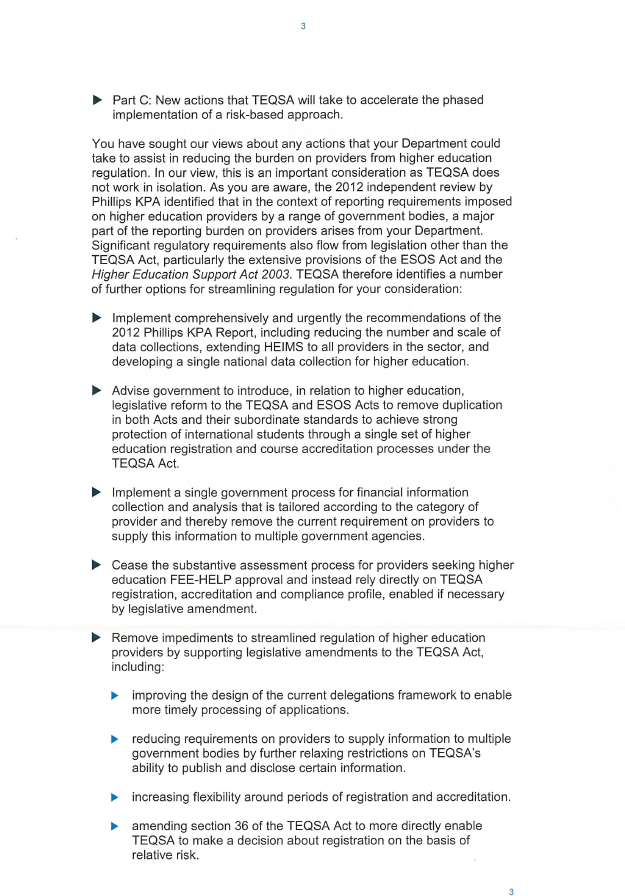 3
▶ Part C: New actions that TEQSA will take to accelerate the phased
implementation of a risk-based approach.
You have sought our views about any actions that your Department could
take to assist in reducing the burden on providers from higher education
regulation. In our view, this is an important consideration as TEQSA does
not work in isolation. As you are aware, the 2012 independent review by
Phillips KPA identified that in the context of reporting requirements imposed
on higher education providers by a range of government bodies, a major
part of the reporting burden on providers arises from your Department.
Significant regulatory requirements also flow from legislation other than the
TEQSA Act, particularly the extensive provisions of the ESOS Act and the
Higher Education Support Act 2003. TEQSA therefore identifies a number
of further options for streamlining regulation for your consideration:
▶ Implement comprehensively and urgently the recommendations of the
2012 Phillips KPA Report, including reducing the number and scale of
data collections, extending HEIMS to all providers in the sector, and
developing a single national data collection for higher education.
▶ Advise government to introduce, in relation to higher education,
legislative reform to the TEQSA and ESOS Acts to remove duplication
in both Acts and their subordinate standards to achieve strong
protection of international students through a single set of higher
education registration and course accreditation processes under the
TEQSA Act.
▶ Implement a single government process for financial information
collection and analysis that is tailored according to the category of
provider and thereby remove the current requirement on providers to
supply this information to multiple government agencies.
▶ Cease the substantive assessment process for providers seeking higher
education FEE-HELP approval and instead rely directly on TEQSA
registration, accreditation and compliance profile, enabled if necessary
by legislative amendment.
▶ Remove impediments to streamlined regulation of higher education
providers by supporting legislative amendments to the TEQSA Act,
including:
▶ improving the design of the current delegations framework to enable
more timely processing of applications.
▶ reducing requirements on providers to supply information to multiple
government bodies by further relaxing restrictions on TEQSA's
ability to publish and disclose certain information.
▶ increasing flexibility around periods of registration and accreditation.
▶ amending section 36 of the TEQSA Act to more directly enable
TEQSA to make a decision about registration on the basis of
relative risk.
3